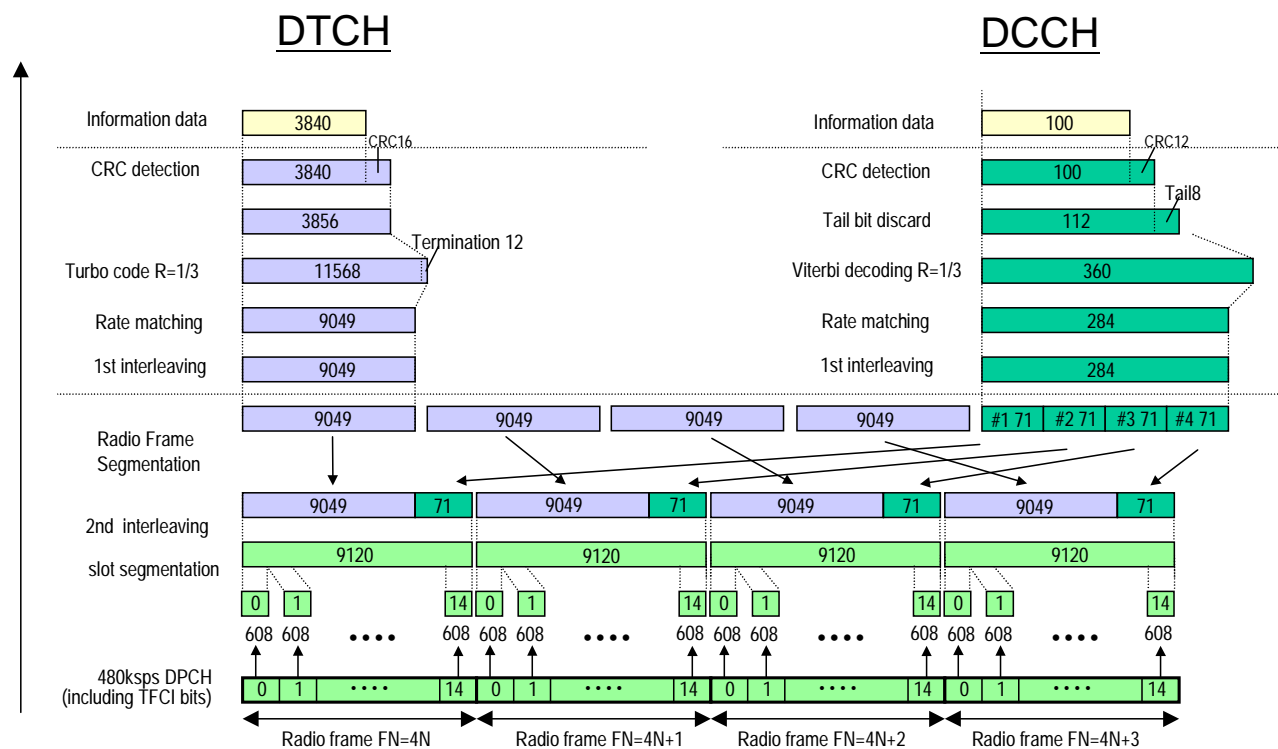 DTCH
DCCH
Information data
3840
Information data
100
CRC16
CRC12
CRC detection
3840
CRC detection
100
Tail8
3856
Tail bit discard
112
Termination 12
Turbo code R=1/3
11568
Viterbi decoding R=1/3
360
Rate matching
9049
Rate matching
284
1st interleaving
9049
1st interleaving
284
9049
9049
9049
9049
#1 71
#2 71
#3 71
#4 71
Radio Frame
Segmentation
9049
71
9049
71
9049
71
9049
71
2nd interleaving
9120
9120
9120
9120
slot segmentation
0
1
14
0
1
14
0
1
14
0
1
14
608
608
••••
608
608
608
••••
608
608
608
••••
608
608
608
••••
608
480ksps DPCH
(including TFCI bits)
0
1
••••
14
0
1
••••
14
0
1
••••
14
0
1
••••
14
Radio frame FN=4N
Radio frame FN=4N+1
Radio frame FN=4N+2
Radio frame FN=4N+3